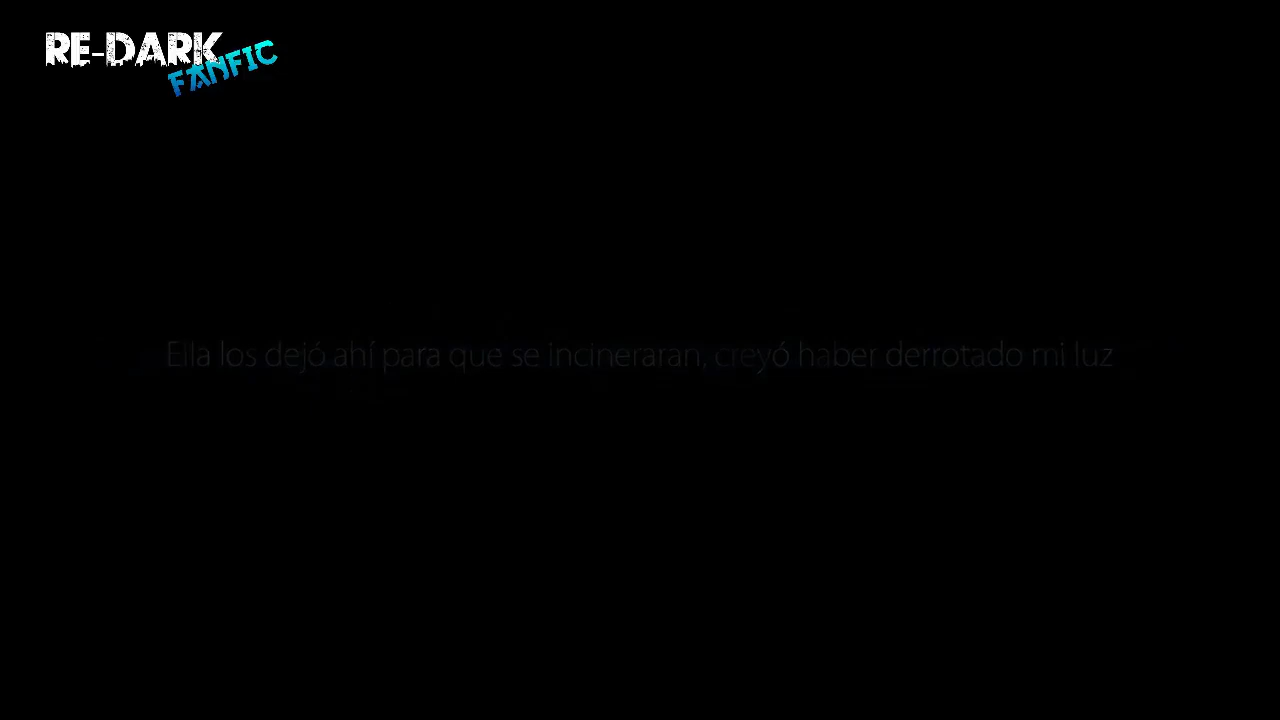 RE-DARK
FANFIC
Ella los dejó ahí para que se incineraran, creyó haber derrotado mi luz